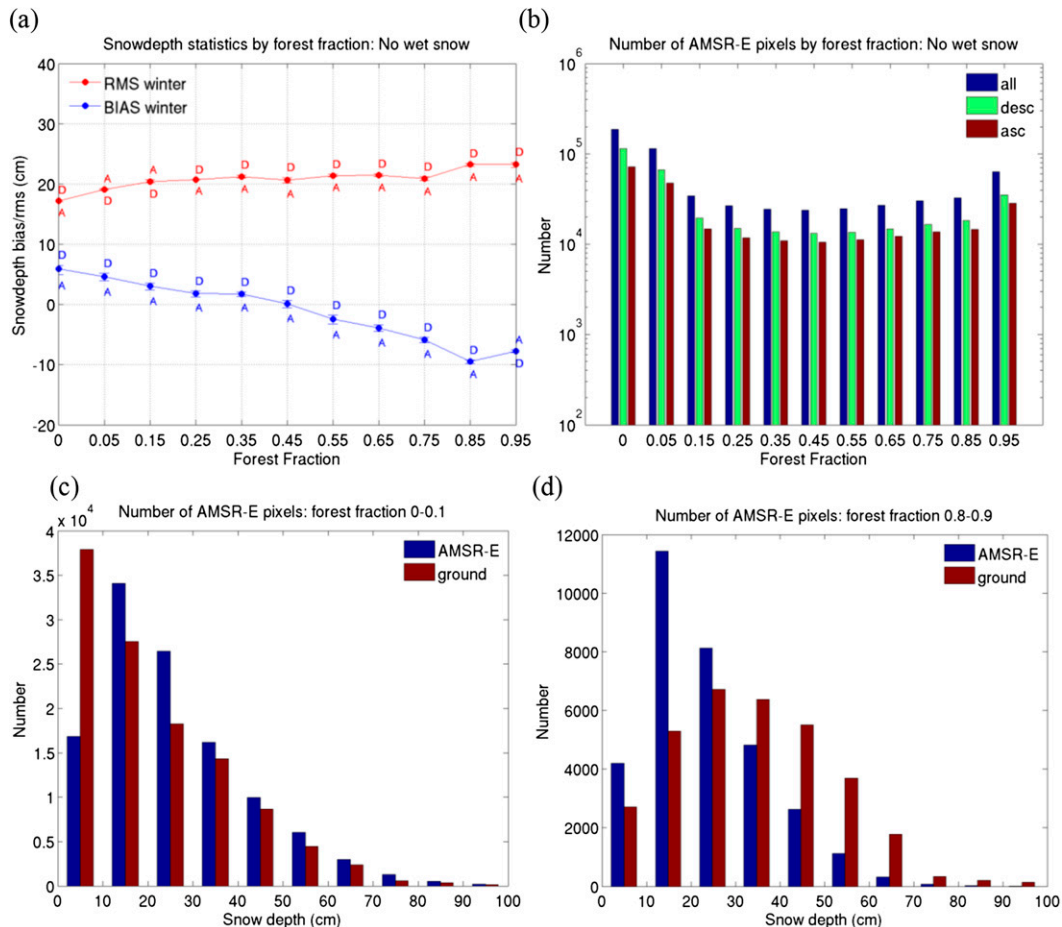 (a)
Snowdepth statistics by forest fraction: No wet snow
40
30
20
10
0
-10
-20
Snowdepth bias/rms (cm)
RMS winter
BIAS winter
D A A D D D D D D D D
A D D A A A A A A A A
D D D D D D D D D D A
A A A A A A A A A A D
0 0.05 0.15 0.25 0.35 0.45 0.55 0.65 0.75 0.85 0.95
Forest Fraction
(b)
Number of AMSR-E pixels by forest fraction: No wet snow
10^6
10^5
10^4
10^3
10^2
Number
all
desc
asc
0 0.05 0.15 0.25 0.35 0.45 0.55 0.65 0.75 0.85 0.95
Forest Fraction
(c)
x 10^4
Number of AMSR-E pixels: forest fraction 0-0.1
4
3.5
3
2.5
2
1.5
1
0.5
0
Number
AMSR-E
ground
0 10 20 30 40 50 60 70 80 90 100
Snow depth (cm)
(d)
Number of AMSR-E pixels: forest fraction 0.8-0.9
12000
10000
8000
6000
4000
2000
0
Number
AMSR-E
ground
0 10 20 30 40 50 60 70 80 90 100
Snow depth (cm)